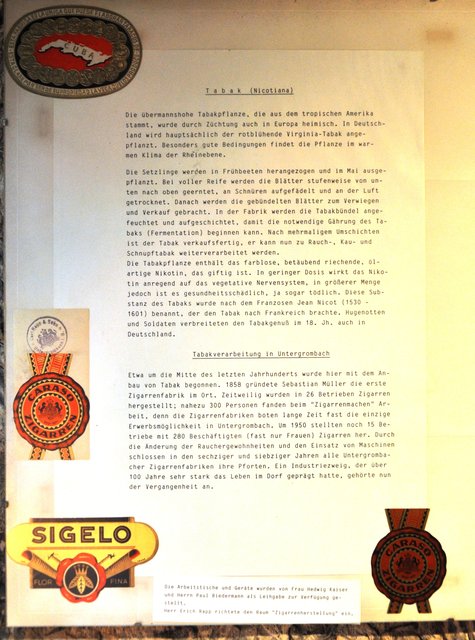 CUBA
Tabak (Nicotiana)
Die übermannshohe Tabakpflanze, die aus dem tropischen Amerika
stammt, wurde durch Züchtung auch in Europa heimisch. In Deutsch-
land wird hauptsächlich der rotblühende Virginia-Tabak ange-
pflanzt. Besonders gute Bedingungen findet die Pflanze im war-
men Klima der Rheinebene.
Die Setzlinge werden in Frühbeeten herangezogen und im Mai ausge-
pflanzt. Bei voller Reife werden die Blätter stufenweise von un-
ten nach oben geerntet, an Schnüren aufgefädelt und an der Luft
getrocknet. Danach werden die gebündelten Blätter zum Verwiegen
und Verkauf gebracht. In der Fabrik werden die Tabakbündel ange-
feuchtet und aufgeschichtet, damit die notwendige Gährung des Ta-
baks (Fermentation) beginnen kann. Nach mehrmaligem Umschichten
ist der Tabak verkaufsfertig, er kann nun zu Rauch-, Kau- und
Schnupftabak weiterverarbeitet werden.
Die Tabakpflanze enthält das farblose, betäubend riechende, öl-
artige Nikotin, das giftig ist. In geringer Dosis wirkt das Niko-
tin anregend auf das vegetative Nervensystem, in größerer Menge
jedoch ist es gesundheitsschädlich, ja sogar tödlich. Diese Sub-
stanz des Tabaks wurde nach dem Franzosen Jean Nicot (1530 -
1601) benannt, der den Tabak nach Frankreich brachte. Hugenotten
und Soldaten verbreiteten den Tabakgenuß im 18. Jh. auch in
Deutschland.
Tabakverarbeitung in Untergrombach
Etwa um die Mitte des letzten Jahrhunderts wurde hier mit dem An-
bau von Tabak begonnen. 1858 gründete Sebastian Müller die erste
Zigarrenfabrik im Ort. Zeitweilig wurden in 26 Betrieben Zigarren
hergestellt; nahezu 300 Personen fanden beim "Zigarrenmachen" Ar-
beit, denn die Zigarrenfabriken boten lange Zeit fast die einzige
Erwerbsmöglichkeit in Untergrombach. Um 1950 stellten noch 15 Be-
triebe mit 280 Beschäftigten (fast nur Frauen) Zigarren her. Durch
die Änderung der Rauchergewohnheiten und den Einsatz von Maschinen
schlossen in den sechziger und siebziger Jahren alle Untergromba-
cher Zigarrenfabriken ihre Pforten. Ein Industriezweig, der über
100 Jahre sehr stark das Leben im Dorf geprägt hatte, gehörte nun
der Vergangenheit an.
CARASO
CIGARROS
SIGELO
FLOR FINA
CARASO
CIGARROS
Die Arbeitstische und Geräte wurden von Frau Hedwig Kaiser
und Herrn Paul Biedermann als Leihgabe zur Verfügung ge-
stellt.
Herr Erich Rapp richtete den Raum "Zigarrenherstellung" ein.